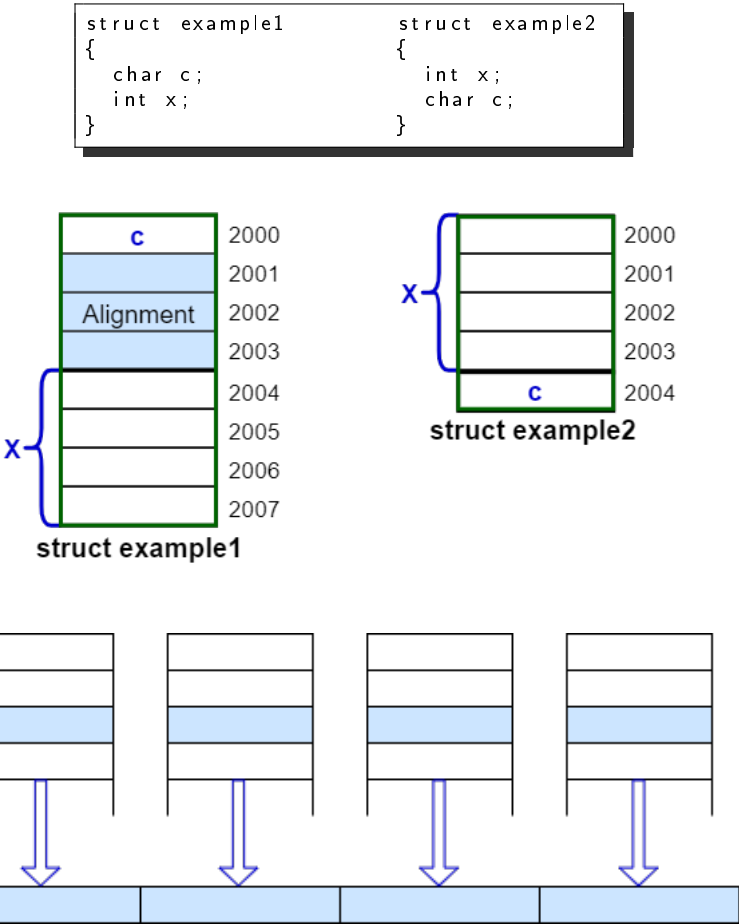 struct example1
{
char c;
int x;
}
struct example2
{
int x;
char c;
}
c
2000
2001
Alignment
2002
2003
2004
2005
2006
2007
X
struct example1
2000
2001
2002
2003
X
c
2004
struct example2